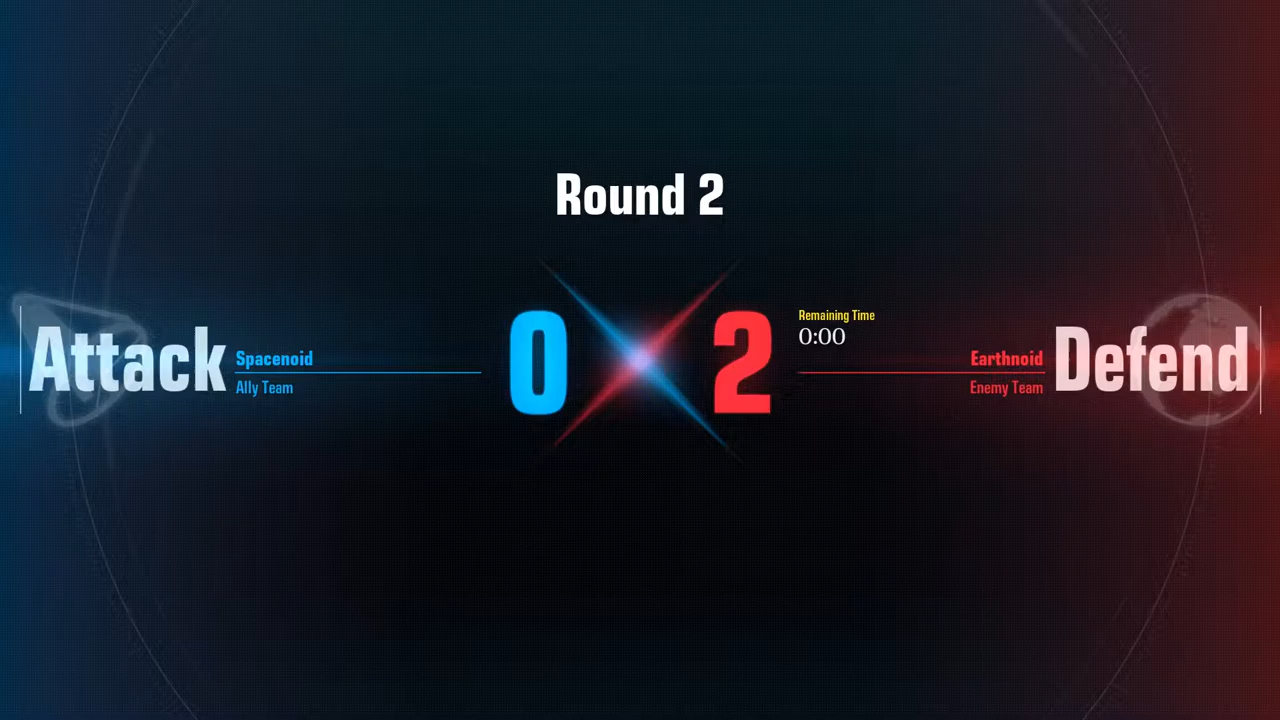 Round 2
Attack
Spacenoid
Ally Team
0
2
Remaining Time
0:00
Earthnoid
Enemy Team
Defend